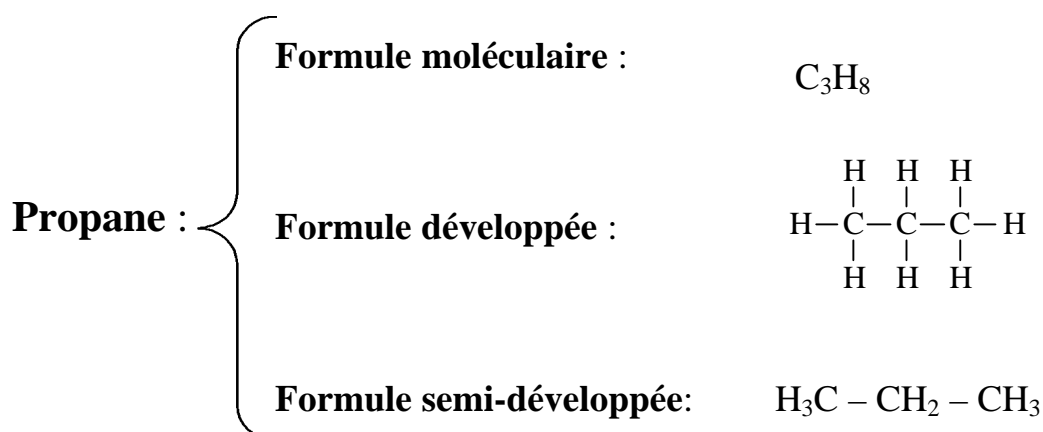 Propane :
Formule moléculaire :
C₃H₈
Formule développée :
H H H
H–C–C–C–H
H H H
Formule semi-développée:
H₃C – CH₂ – CH₃